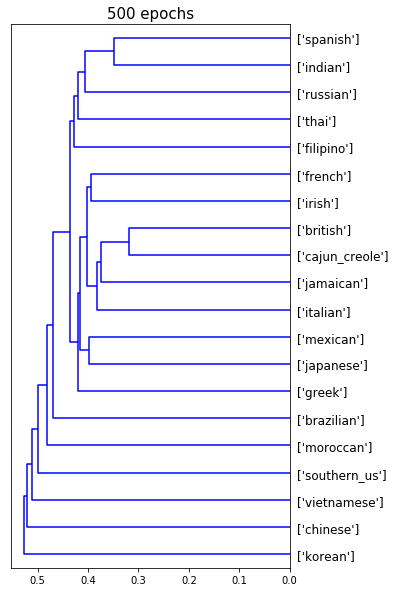 500 epochs
['spanish']
['indian']
['russian']
['thai']
['filipino']
['french']
['irish']
['british']
['cajun_creole']
['jamaican']
['italian']
['mexican']
['japanese']
['greek']
['brazilian']
['moroccan']
['southern_us']
['vietnamese']
['chinese']
['korean']
0.5 0.4 0.3 0.2 0.1 0.0